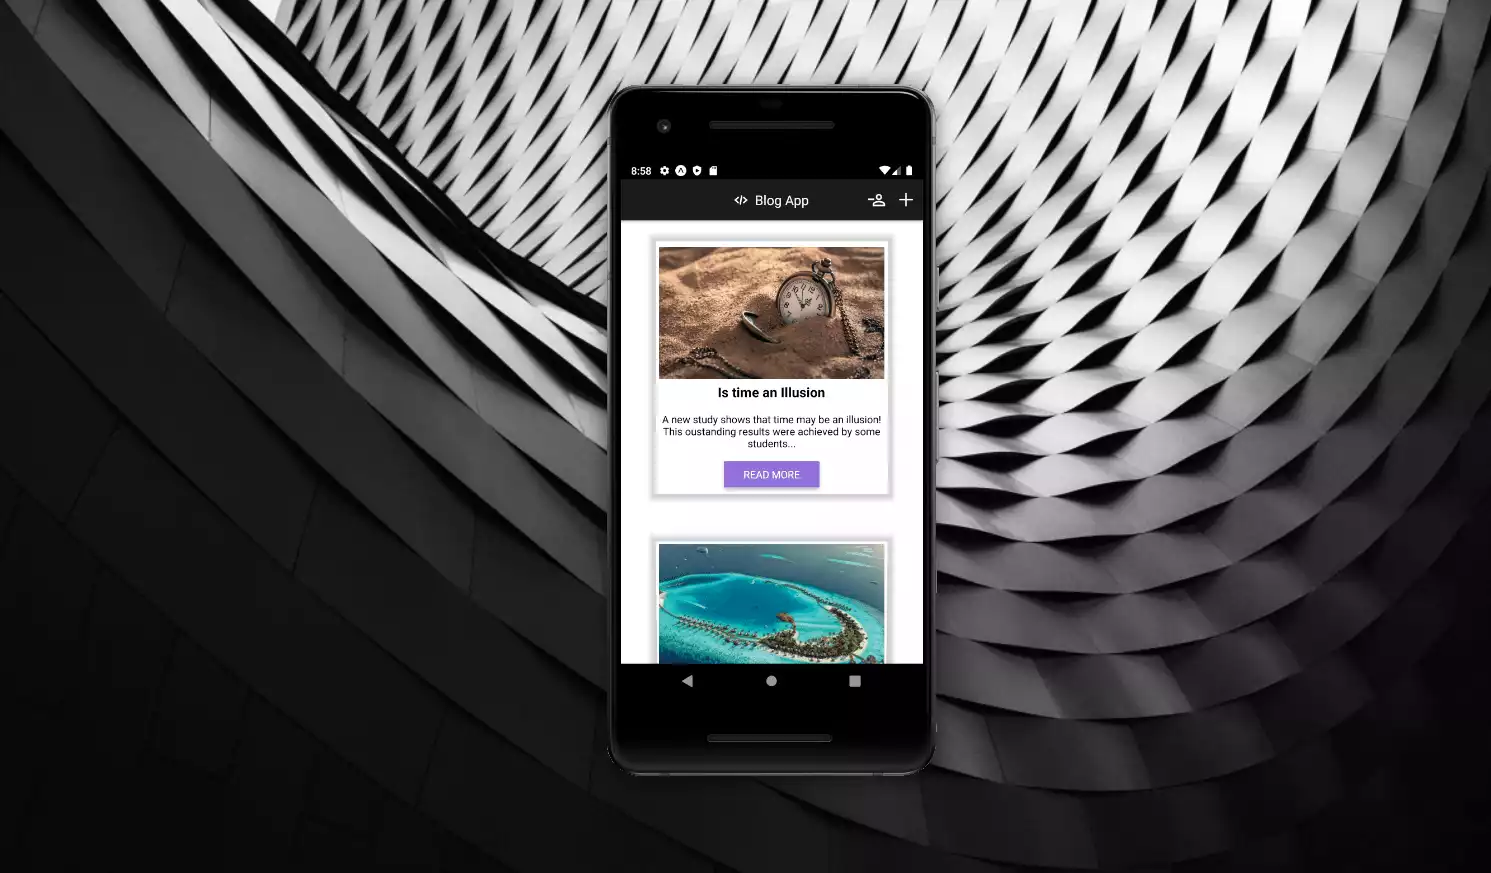 8:58
</> Blog App
Is time an Illusion
A new study shows that time may be an illusion!
This oustanding results were achieved by some
students...
READ MORE.